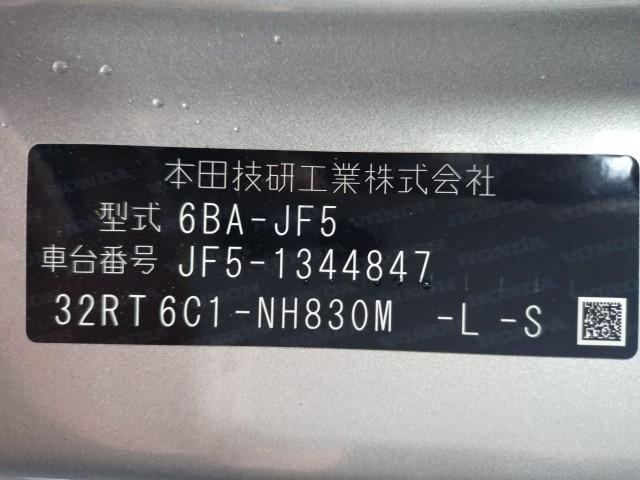 本田技研工業株式会社
型式 6BA-JF5
車台番号 JF5-1344847
32RT6C1-NH830M -L -S